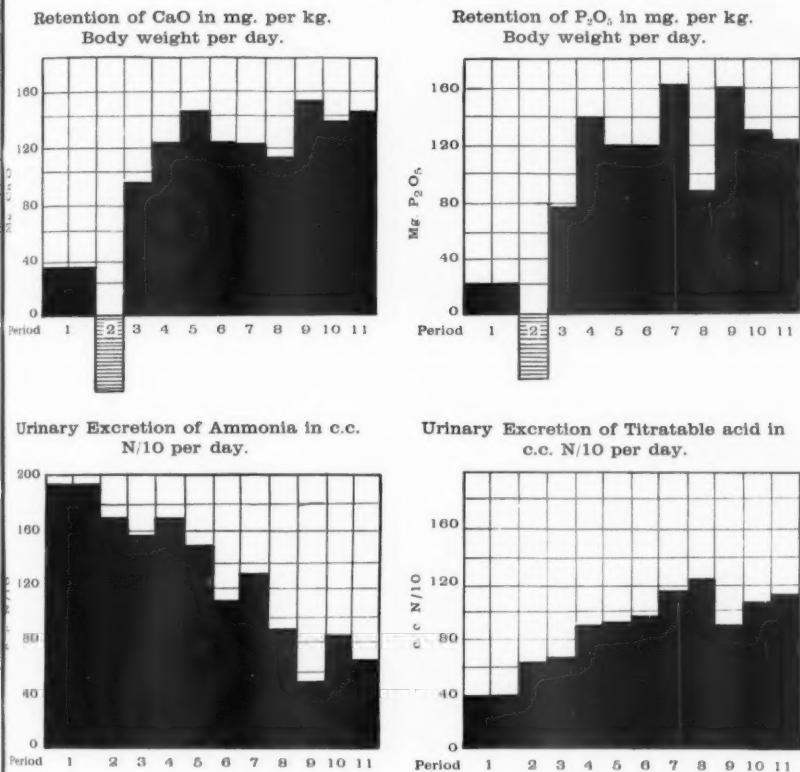 Retention of CaO in mg. per kg.
Body weight per day.
160
120
80
40
0
Period 1 2 3 4 5 6 7 8 9 10 11
Retention of P₂O₅ in mg. per kg.
Body weight per day.
Mg. P₂O₅
160
120
80
40
0
Period 1 2 3 4 5 6 7 8 9 10 11
Urinary Excretion of Ammonia in c.c.
N/10 per day.
200
160
120
80
40
0
Period 1 2 3 4 5 6 7 8 9 10 11
Urinary Excretion of Titratable acid in
c.c. N/10 per day.
c. c N/10
160
120
80
40
0
Period 1 2 3 4 5 6 7 8 9 10 11